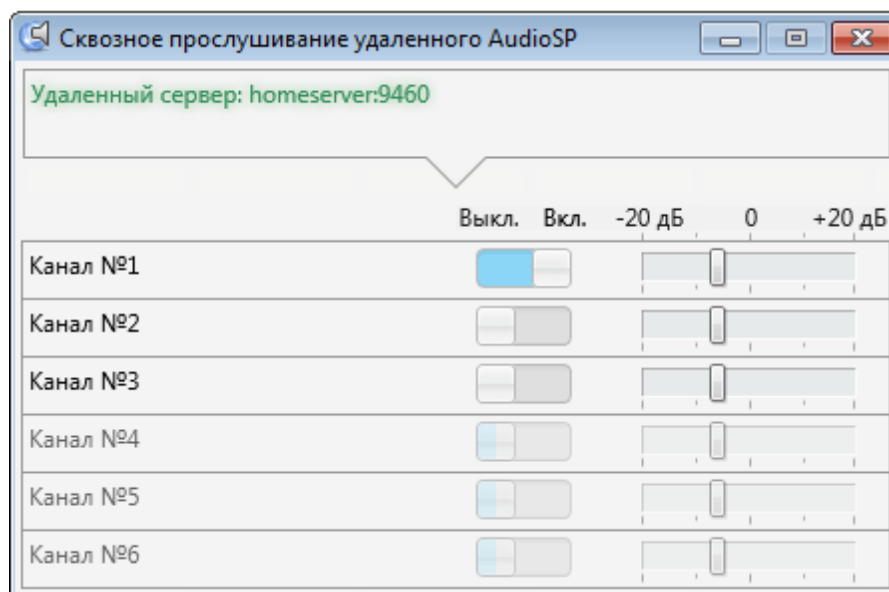 Сквозное прослушивание удаленного AudioSP
Удаленный сервер: homeserver:9460
Выкл. Вкл. -20 дБ 0 +20 дБ
Канал №1
Канал №2
Канал №3
Канал №4
Канал №5
Канал №6